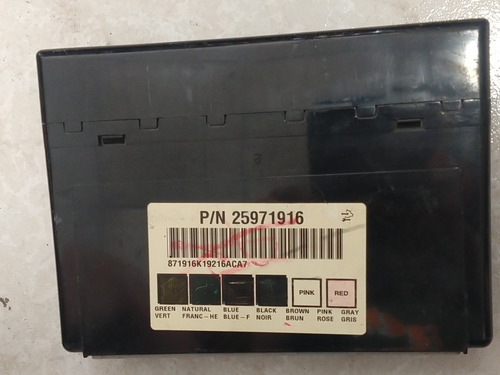 P/N 25971916
871916K19216ACA7
PINK RED
GREEN NATURAL BLUE BLACK BROWN PINK GRAY
VERT FRANC-HE BLUE-F NOIR BRUN ROSE GRIS